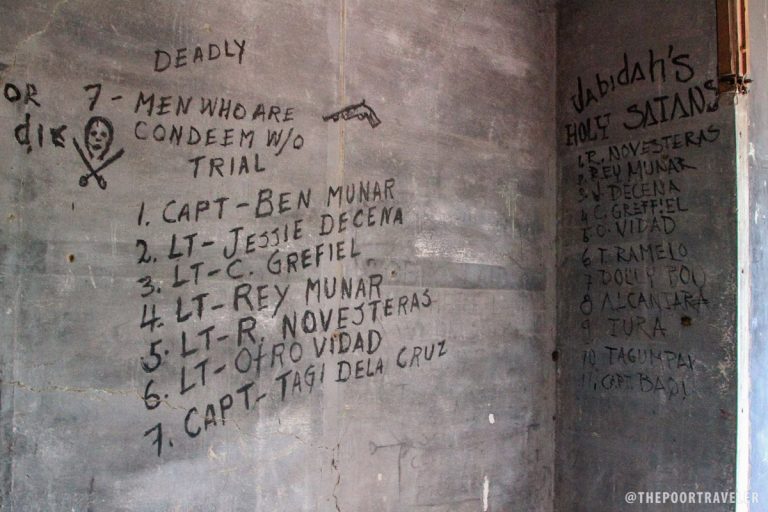 DEADLY
OR
die
7 - MEN WHO ARE
CONDEEM W/O
TRIAL
1. CAPT - BEN MUNAR
2. LT - JESSIE DECENA
3. LT - C. GREFIEL
4. LT - REY MUNAR
5. LT - R. NOVESTERAS
6. LT - OTRO VIDAD
7. CAPT - TAGI DELA CRUZ
Jabidah's
HOLY SATANS
1. R. NOVESTERAS
2 REY MUNAR
3 J. DECENA
4 C. GREFFIEL
5 O. VIDAD
6 T. RAMELO
7 DOLLY
8 ALCANTARA
9 TURA
10 TAGUMPAY
11. CAPT. BADI
@THEPOORTRAVELER